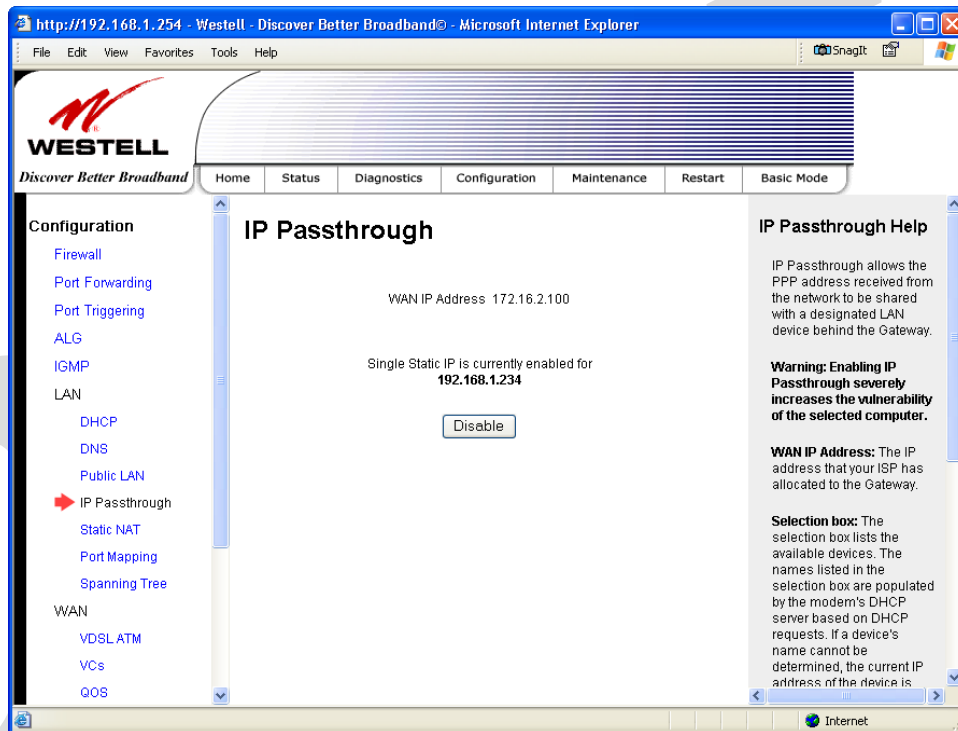 http://192.168.1.254 - Westell - Discover Better Broadband© - Microsoft Internet Explorer
File Edit View Favorites Tools Help
SnagIt
WESTELL
®
Discover Better Broadband
Home Status Diagnostics Configuration Maintenance Restart Basic Mode
Configuration
Firewall
Port Forwarding
Port Triggering
ALG
IGMP
LAN
DHCP
DNS
Public LAN
IP Passthrough
Static NAT
Port Mapping
Spanning Tree
WAN
VDSL ATM
VCs
QOS
IP Passthrough
WAN IP Address 172.16.2.100
Single Static IP is currently enabled for
192.168.1.234
Disable
IP Passthrough Help
IP Passthrough allows the
PPP address received from
the network to be shared
with a designated LAN
device behind the Gateway.
Warning: Enabling IP
Passthrough severely
increases the vulnerability
of the selected computer.
WAN IP Address: The IP
address that your ISP has
allocated to the Gateway.
Selection box: The
selection box lists the
available devices. The
names listed in the
selection box are populated
by the modem's DHCP
server based on DHCP
requests. If a device's
name cannot be
determined, the current IP
address of the device is
Internet